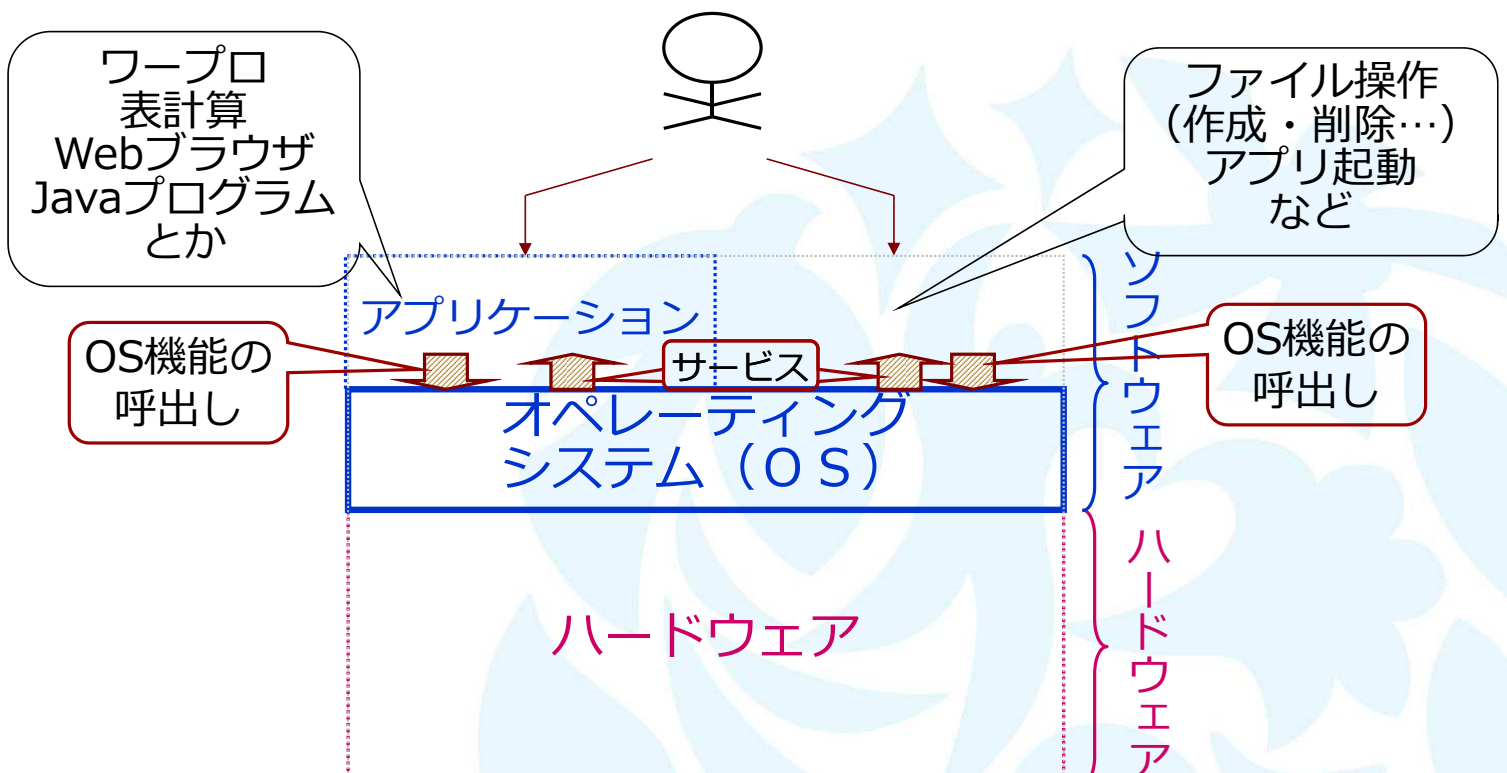 ワープロ
表計算
Webブラウザ
Javaプログラム
とか
ファイル操作
（作成・削除…）
アプリ起動
など
アプリケーション
OS機能の
呼出し
サービス
OS機能の
呼出し
オペレーティング
システム（ＯＳ）
ソフトウェア
ハードウェア
ハードウェア